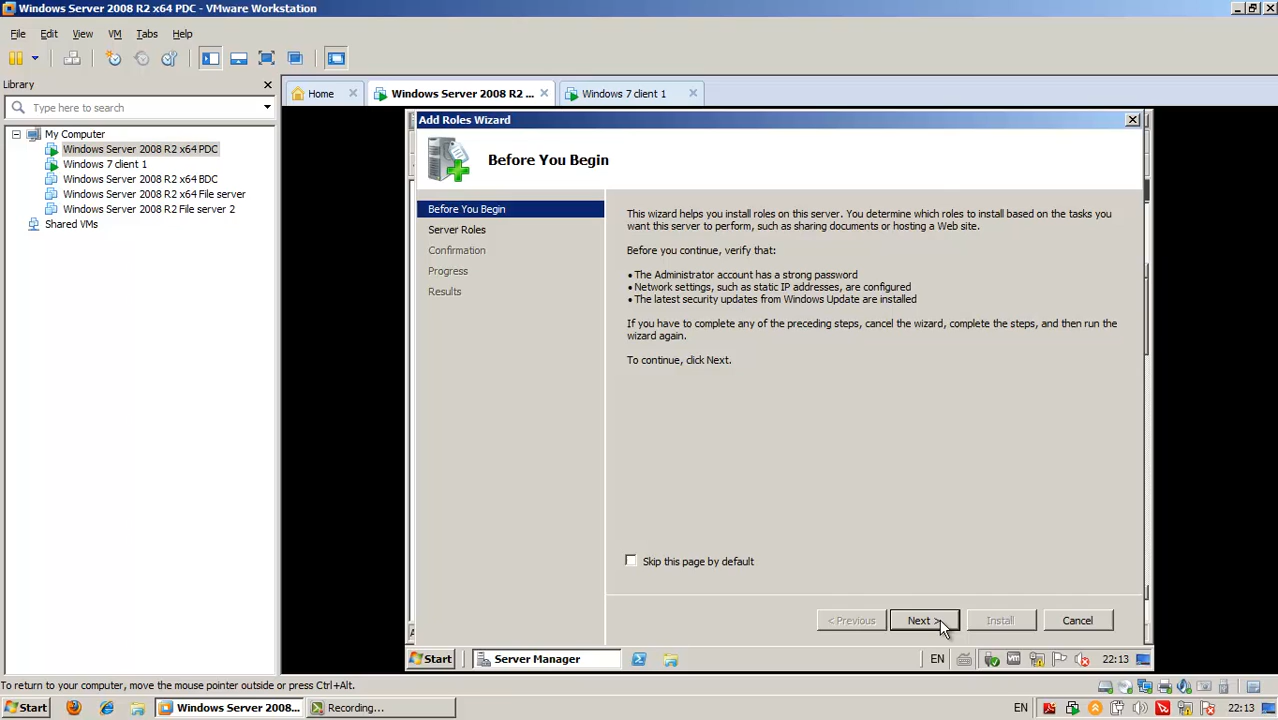 Windows Server 2008 R2 x64 PDC - VMware Workstation
File Edit View VM Tabs Help
Library
Type here to search
My Computer
Windows Server 2008 R2 x64 PDC
Windows 7 client 1
Windows Server 2008 R2 x64 BDC
Windows Server 2008 R2 x64 File server
Windows Server 2008 R2 File server 2
Shared VMs
Home
Windows Server 2008 R2 ...
Windows 7 client 1
Add Roles Wizard
Before You Begin
Before You Begin
Server Roles
Confirmation
Progress
Results
This wizard helps you install roles on this server. You determine which roles to install based on the tasks you
want this server to perform, such as sharing documents or hosting a Web site.
Before you continue, verify that:
• The Administrator account has a strong password
• Network settings, such as static IP addresses, are configured
• The latest security updates from Windows Update are installed
If you have to complete any of the preceding steps, cancel the wizard, complete the steps, and then run the
wizard again.
To continue, click Next.
Skip this page by default
< Previous
Next >
Install
Cancel
Start
Server Manager
EN
22:13
To return to your computer, move the mouse pointer outside or press Ctrl+Alt.
Start
Windows Server 2008...
Recording...
EN
22:13